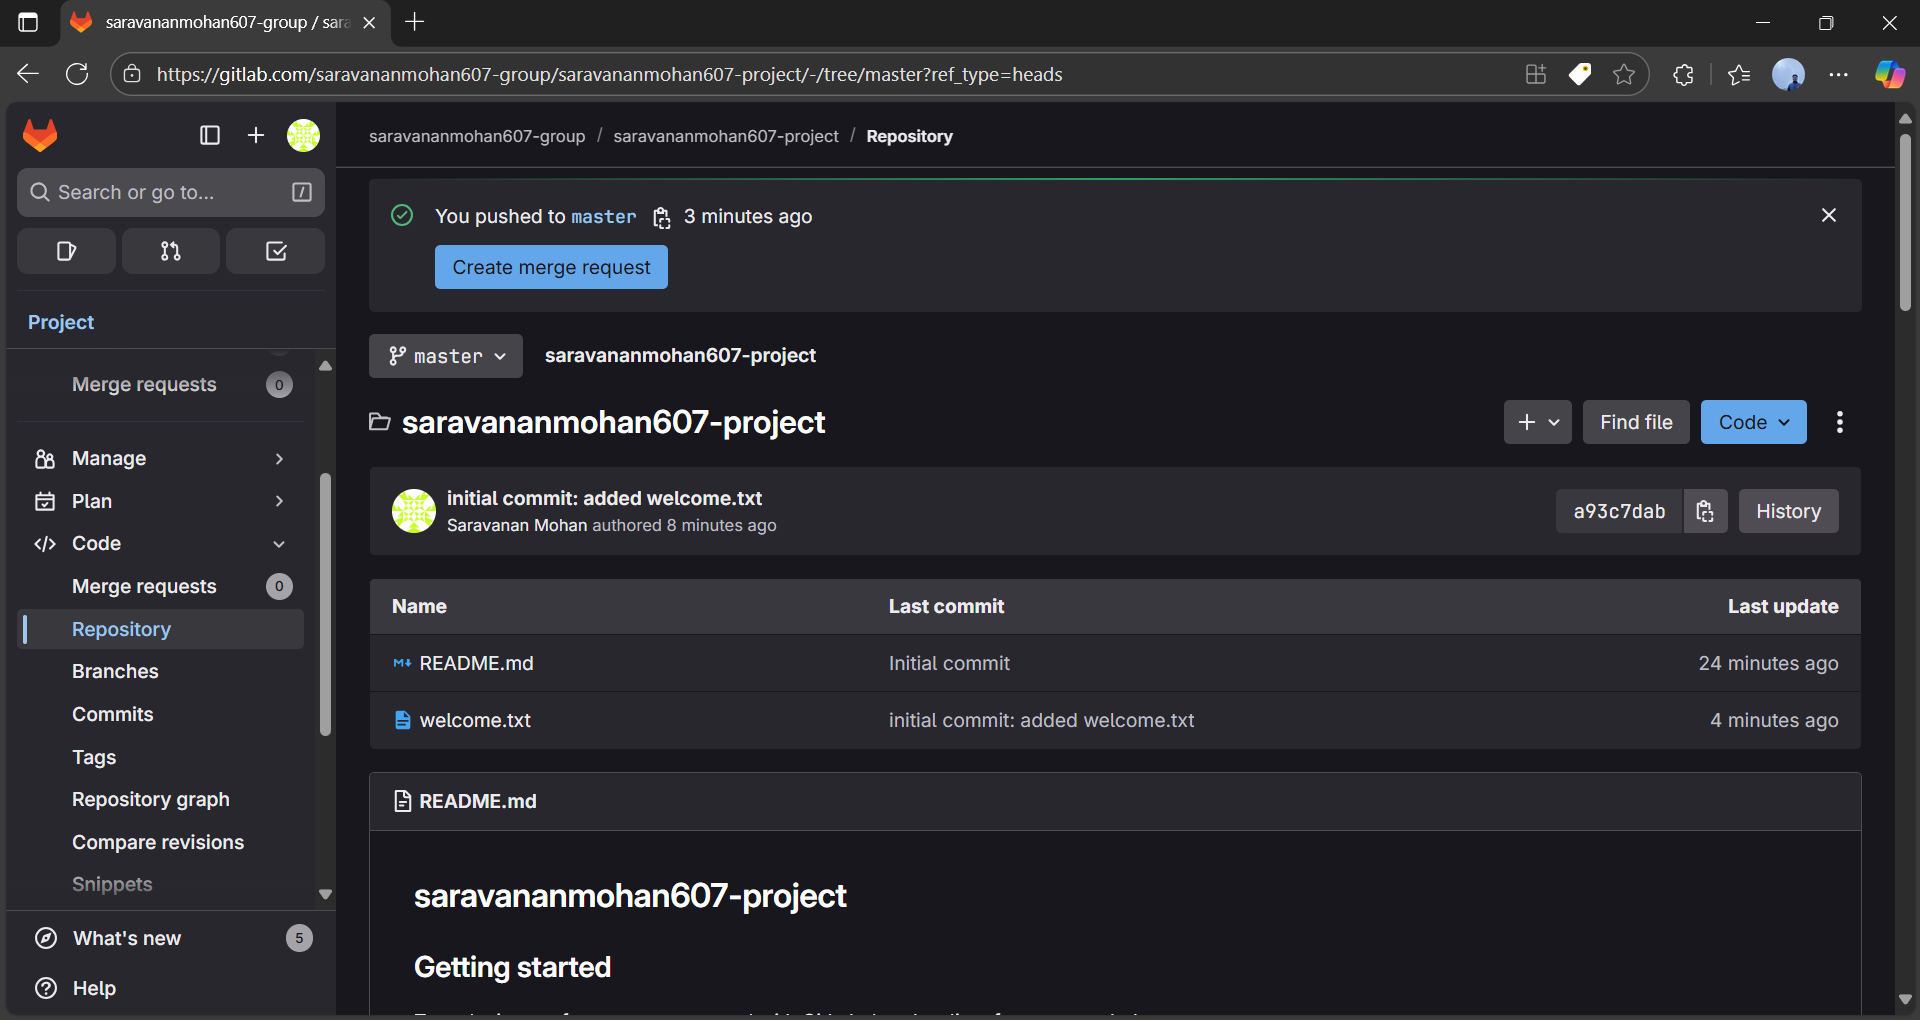 saravananmohan607-group / sara
https://gitlab.com/saravananmohan607-group/saravananmohan607-project/-/tree/master?ref_type=heads
saravananmohan607-group / saravananmohan607-project / Repository
Search or go to...
/
Project
Merge requests 0
Manage
Plan
Code
Merge requests 0
Repository
Branches
Commits
Tags
Repository graph
Compare revisions
Snippets
What's new 5
Help
You pushed to master 3 minutes ago
Create merge request
master saravananmohan607-project
saravananmohan607-project
Find file
Code
initial commit: added welcome.txt
Saravanan Mohan authored 8 minutes ago
a93c7dab
History
Name Last commit Last update
README.md Initial commit 24 minutes ago
welcome.txt initial commit: added welcome.txt 4 minutes ago
README.md
saravananmohan607-project
Getting started